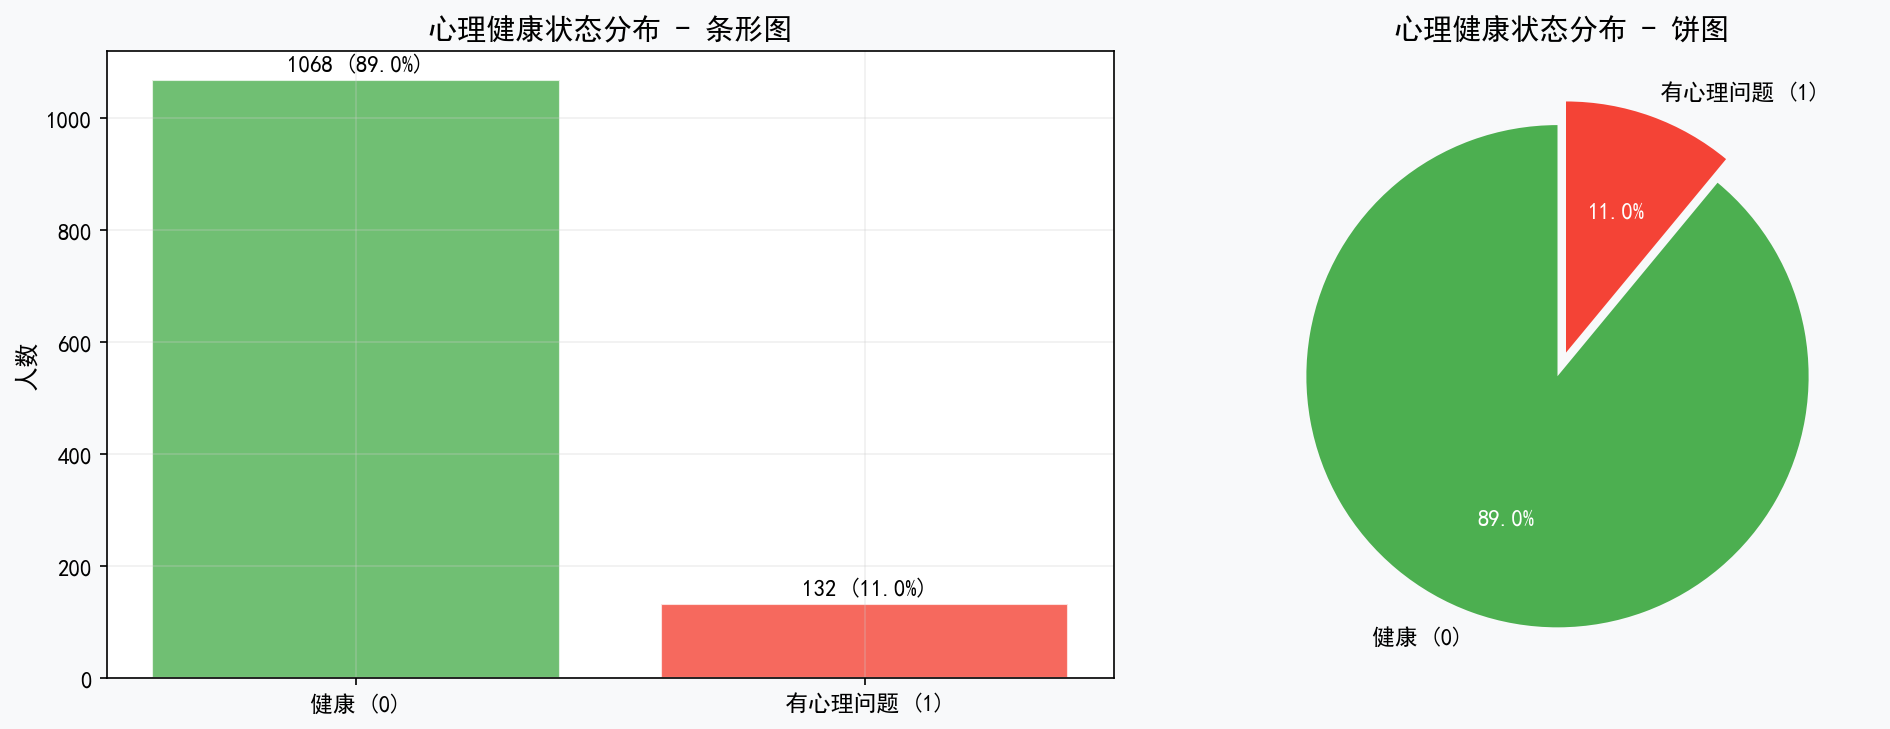 心理健康状态分布 - 条形图
1068 (89.0%)
132 (11.0%)
人数
1000
800
600
400
200
0
健康 (0)
有心理问题 (1)
心理健康状态分布 - 饼图
有心理问题 (1)
11.0%
89.0%
健康 (0)